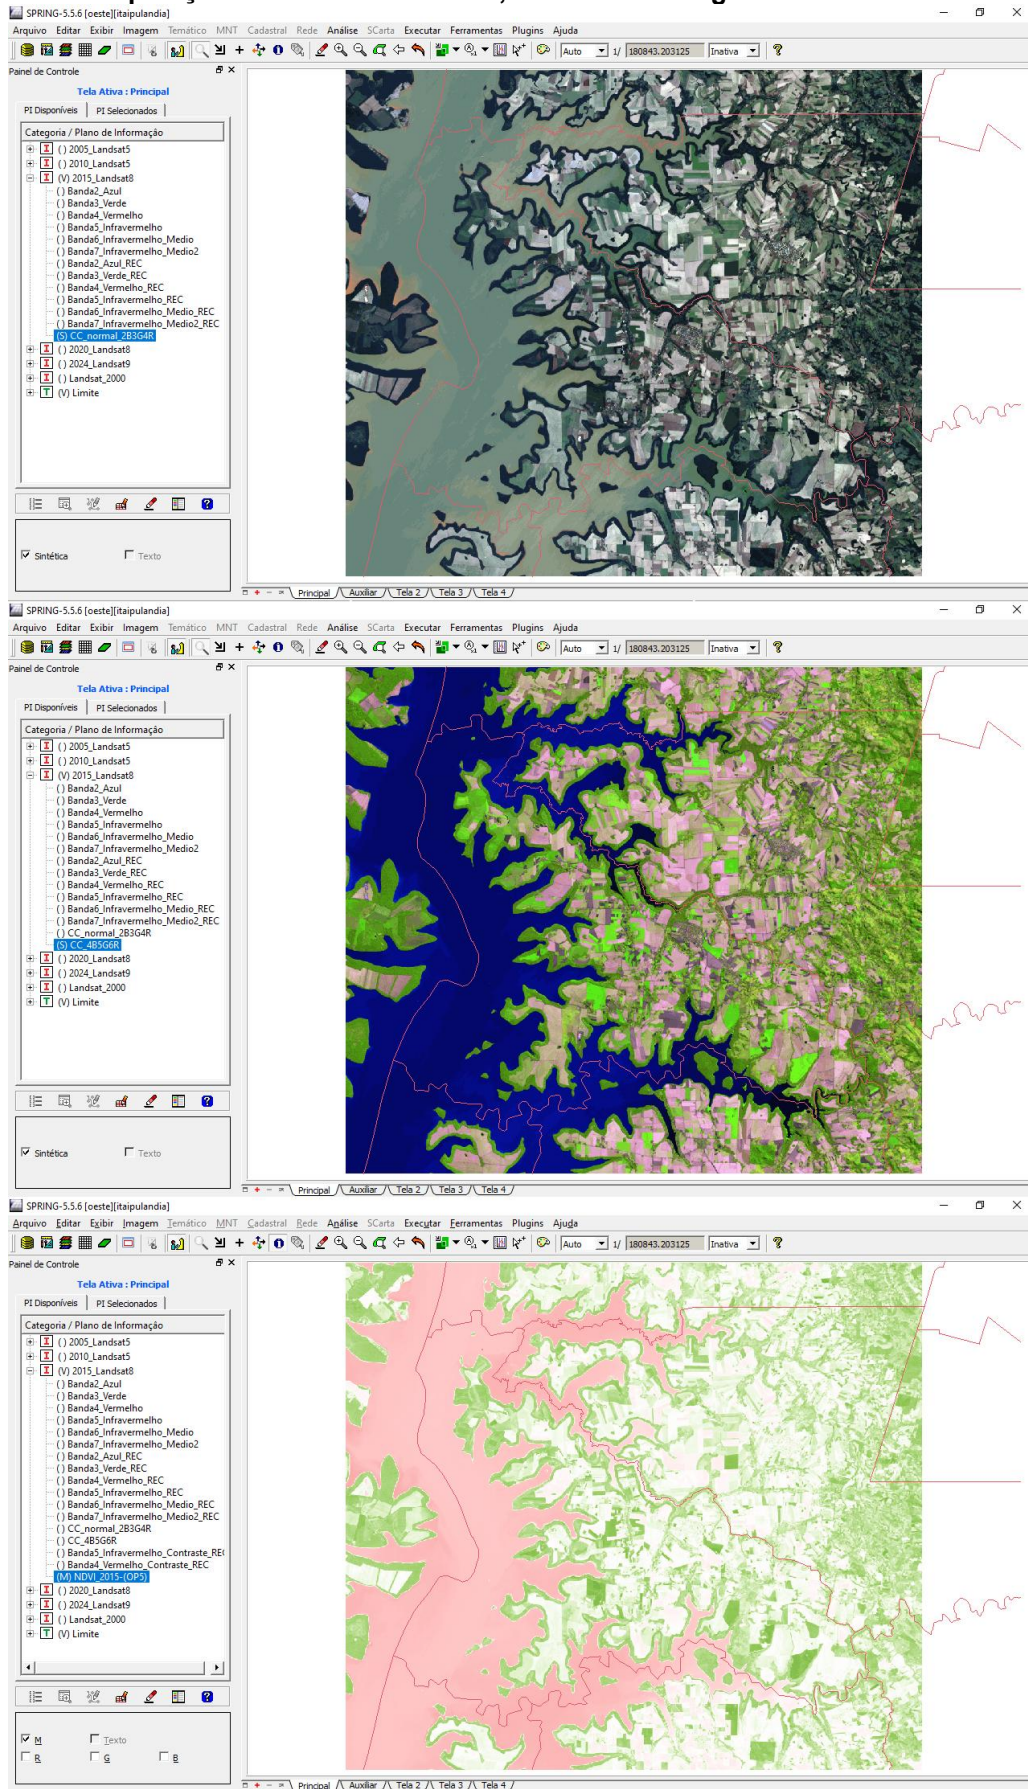 SPRING-5.5.6 [oeste][itaipulandia]
Arquivo Editar Exibir Imagem Temático MNT Cadastral Rede Análise SCarta Executar Ferramentas Plugins Ajuda
Auto 1/ 180843.203125 Inativa
Painel de Controle
Tela Ativa : Principal
PI Disponíveis PI Selecionados
Categoria / Plano de Informação
( ) 2005_Landsat5
( ) 2010_Landsat5
(V) 2015_Landsat8
( ) Banda2_Azul
( ) Banda3_Verde
( ) Banda4_Vermelho
( ) Banda5_Infravermelho
( ) Banda6_Infravermelho_Medio
( ) Banda7_Infravermelho_Medio2
( ) Banda2_Azul_REC
( ) Banda3_Verde_REC
( ) Banda4_Vermelho_REC
( ) Banda5_Infravermelho_REC
( ) Banda6_Infravermelho_Medio_REC
( ) Banda7_Infravermelho_Medio2_REC
(S) CC_normal_2B3G4R
( ) 2020_Landsat8
( ) 2024_Landsat9
( ) Landsat_2000
(V) Limite
Sintética Texto
Principal Auxiliar Tela 2 Tela 3 Tela 4
SPRING-5.5.6 [oeste][itaipulandia]
Arquivo Editar Exibir Imagem Temático MNT Cadastral Rede Análise SCarta Executar Ferramentas Plugins Ajuda
Auto 1/ 180843.203125 Inativa
Painel de Controle
Tela Ativa : Principal
PI Disponíveis PI Selecionados
Categoria / Plano de Informação
( ) 2005_Landsat5
( ) 2010_Landsat5
(V) 2015_Landsat8
( ) Banda2_Azul
( ) Banda3_Verde
( ) Banda4_Vermelho
( ) Banda5_Infravermelho
( ) Banda6_Infravermelho_Medio
( ) Banda7_Infravermelho_Medio2
( ) Banda2_Azul_REC
( ) Banda3_Verde_REC
( ) Banda4_Vermelho_REC
( ) Banda5_Infravermelho_REC
( ) Banda6_Infravermelho_Medio_REC
( ) Banda7_Infravermelho_Medio2_REC
( ) CC_normal_2B3G4R
(S) CC_4B5G6R
( ) 2020_Landsat8
( ) 2024_Landsat9
( ) Landsat_2000
(V) Limite
Sintética Texto
Principal Auxiliar Tela 2 Tela 3 Tela 4
SPRING-5.5.6 [oeste][itaipulandia]
Arquivo Editar Exibir Imagem Temático MNT Cadastral Rede Análise SCarta Executar Ferramentas Plugins Ajuda
Auto 1/ 180843.203125 Inativa
Painel de Controle
Tela Ativa : Principal
PI Disponíveis PI Selecionados
Categoria / Plano de Informação
( ) 2005_Landsat5
( ) 2010_Landsat5
(V) 2015_Landsat8
( ) Banda2_Azul
( ) Banda3_Verde
( ) Banda4_Vermelho
( ) Banda5_Infravermelho
( ) Banda6_Infravermelho_Medio
( ) Banda7_Infravermelho_Medio2
( ) Banda2_Azul_REC
( ) Banda3_Verde_REC
( ) Banda4_Vermelho_REC
( ) Banda5_Infravermelho_REC
( ) Banda6_Infravermelho_Medio_REC
( ) Banda7_Infravermelho_Medio2_REC
( ) CC_normal_2B3G4R
( ) CC_4B5G6R
( ) Banda5_Infravermelho_Contraste_RE
( ) Banda4_Vermelho_Contraste_REC
(M) NDVI_2015-(OP5)
( ) 2020_Landsat8
( ) 2024_Landsat9
( ) Landsat_2000
(V) Limite
M Texto
R G B
Principal Auxiliar Tela 2 Tela 3 Tela 4